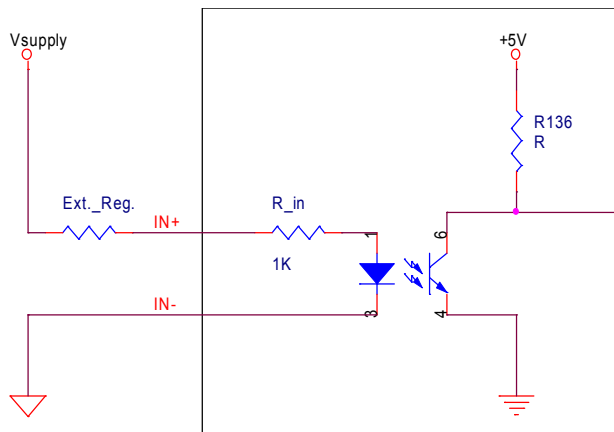 Vsupply
+5V
R136
R
Ext._Reg.
IN+
R_in
1K
1
6
IN-
3
4